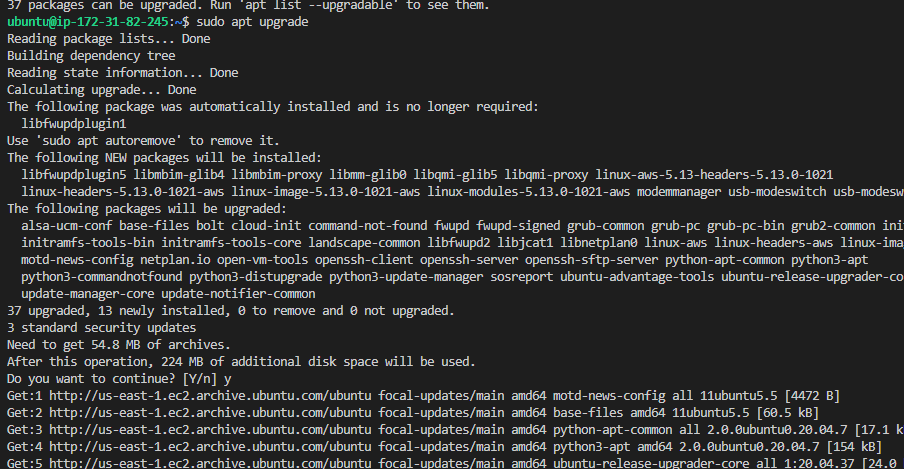 37 packages can be upgraded. Run 'apt list --upgradable' to see them.
ubuntu@ip-172-31-82-245:~$ sudo apt upgrade
Reading package lists... Done
Building dependency tree
Reading state information... Done
Calculating upgrade... Done
The following package was automatically installed and is no longer required:
  libfwupdplugin1
Use 'sudo apt autoremove' to remove it.
The following NEW packages will be installed:
  libfwupdplugin5 libmbim-glib4 libmbim-proxy libmm-glib0 libqmi-glib5 libqmi-proxy linux-aws-5.13-headers-5.13.0-1021
  linux-headers-5.13.0-1021-aws linux-image-5.13.0-1021-aws linux-modules-5.13.0-1021-aws modemmanager usb-modeswitch usb-modesw
The following packages will be upgraded:
  alsa-ucm-conf base-files bolt cloud-init command-not-found fwupd fwupd-signed grub-common grub-pc grub-pc-bin grub2-common ini
  initramfs-tools-bin initramfs-tools-core landscape-common libfwupd2 libjcat1 libnetplan0 linux-aws linux-headers-aws linux-ima
  motd-news-config netplan.io open-vm-tools openssh-client openssh-server openssh-sftp-server python-apt-common python3-apt
  python3-commandnotfound python3-distupgrade python3-update-manager sosreport ubuntu-advantage-tools ubuntu-release-upgrader-co
  update-manager-core update-notifier-common
37 upgraded, 13 newly installed, 0 to remove and 0 not upgraded.
3 standard security updates
Need to get 54.8 MB of archives.
After this operation, 224 MB of additional disk space will be used.
Do you want to continue? [Y/n] y
Get:1 http://us-east-1.ec2.archive.ubuntu.com/ubuntu focal-updates/main amd64 motd-news-config all 11ubuntu5.5 [4472 B]
Get:2 http://us-east-1.ec2.archive.ubuntu.com/ubuntu focal-updates/main amd64 base-files amd64 11ubuntu5.5 [60.5 kB]
Get:3 http://us-east-1.ec2.archive.ubuntu.com/ubuntu focal-updates/main amd64 python-apt-common all 2.0.0ubuntu0.20.04.7 [17.1 k
Get:4 http://us-east-1.ec2.archive.ubuntu.com/ubuntu focal-updates/main amd64 python3-apt amd64 2.0.0ubuntu0.20.04.7 [154 kB]
Get:5 http://us-east-1.ec2.archive.ubuntu.com/ubuntu focal-updates/main amd64 ubuntu-release-upgrader-core all 1:20.04.37 [24.0